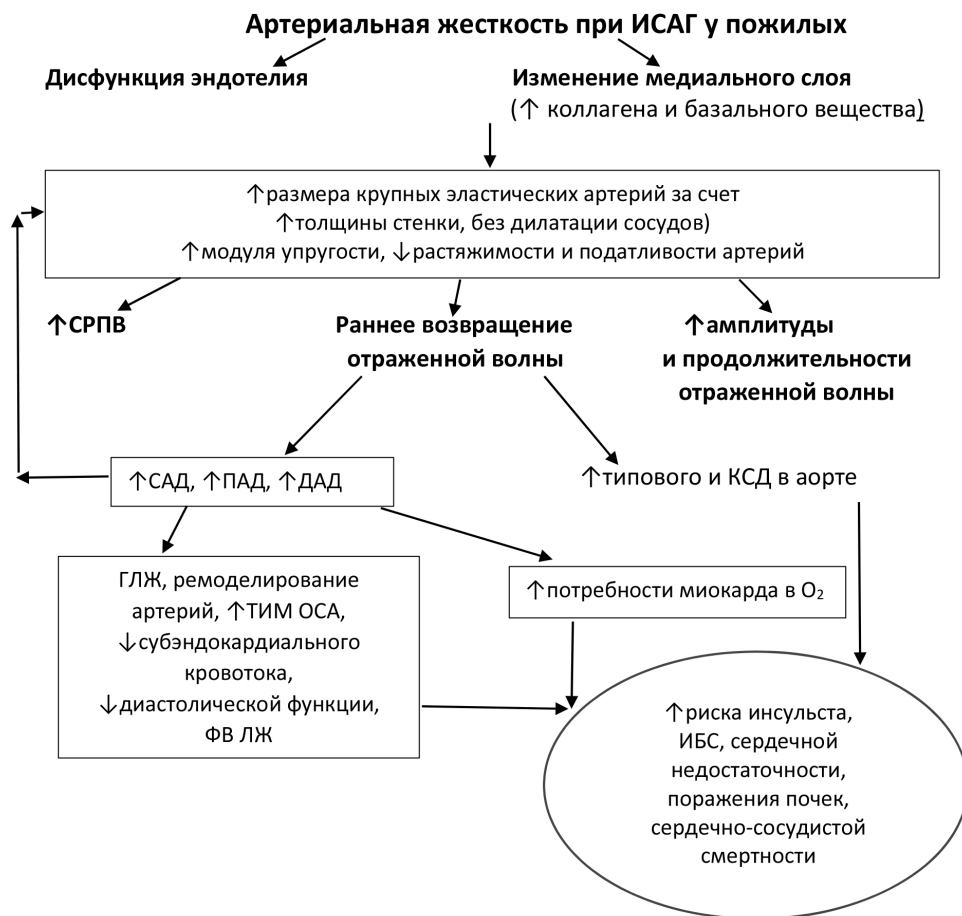 Артериальная жесткость при ИСАГ у пожилых
Дисфункция эндотелия
Изменение медиального слоя
(↑ коллагена и базального вещества)
↑размера крупных эластических артерий за счет
↑толщины стенки, без дилатации сосудов)
↑модуля упругости, ↓растяжимости и податливости артерий
↑СРПВ
Раннее возвращение
отраженной волны
↑амплитуды
и продолжительности
отраженной волны
↑САД, ↑ПАД, ↑ДАД
↑типового и КСД в аорте
ГЛЖ, ремоделирование
артерий, ↑ТИМ ОСА,
↓субэндокардиального
кровотока,
↓диастолической функции,
ФВ ЛЖ
↑потребности миокарда в O₂
↑риска инсульта,
ИБС, сердечной
недостаточности,
поражения почек,
сердечно-сосудистой
смертности